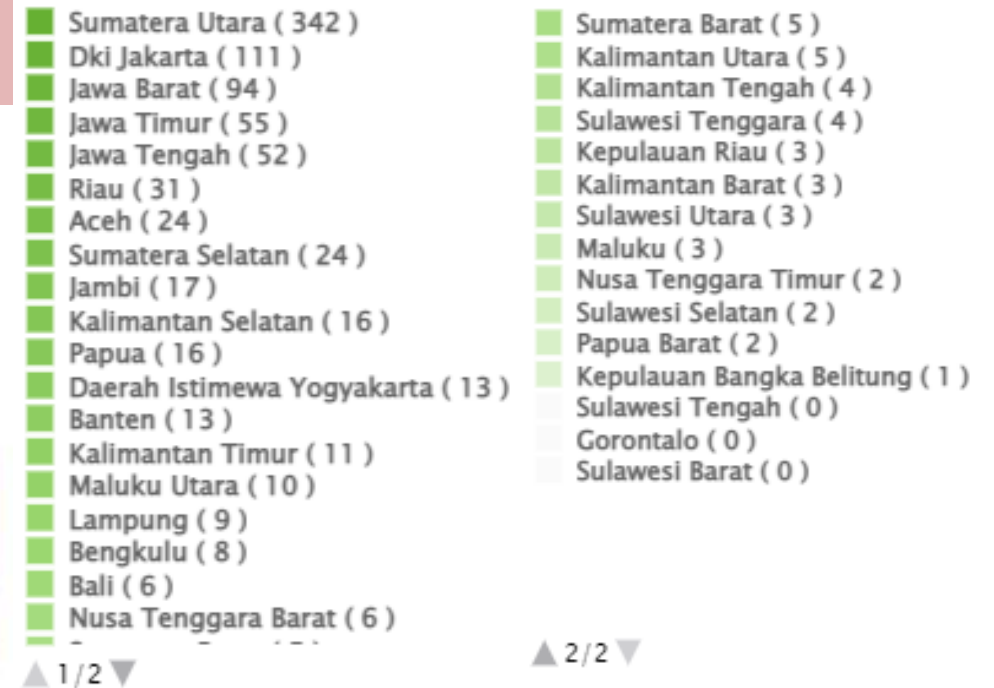 Sumatera Utara ( 342 )
Dki Jakarta ( 111 )
Jawa Barat ( 94 )
Jawa Timur ( 55 )
Jawa Tengah ( 52 )
Riau ( 31 )
Aceh ( 24 )
Sumatera Selatan ( 24 )
Jambi ( 17 )
Kalimantan Selatan ( 16 )
Papua ( 16 )
Daerah Istimewa Yogyakarta ( 13 )
Banten ( 13 )
Kalimantan Timur ( 11 )
Maluku Utara ( 10 )
Lampung ( 9 )
Bengkulu ( 8 )
Bali ( 6 )
Nusa Tenggara Barat ( 6 )
1/2
Sumatera Barat ( 5 )
Kalimantan Utara ( 5 )
Kalimantan Tengah ( 4 )
Sulawesi Tenggara ( 4 )
Kepulauan Riau ( 3 )
Kalimantan Barat ( 3 )
Sulawesi Utara ( 3 )
Maluku ( 3 )
Nusa Tenggara Timur ( 2 )
Sulawesi Selatan ( 2 )
Papua Barat ( 2 )
Kepulauan Bangka Belitung ( 1 )
Sulawesi Tengah ( 0 )
Gorontalo ( 0 )
Sulawesi Barat ( 0 )
2/2